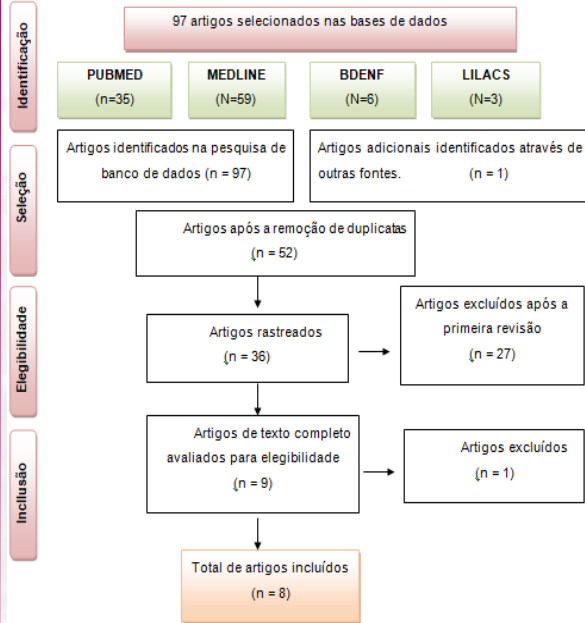 Identificação
97 artigos selecionados nas bases de dados
PUBMED
(n=35)
MEDLINE
(N=59)
BDENF
(N=6)
LILACS
(N=3)
Artigos identificados na pesquisa de
banco de dados (n = 97)
Artigos adicionais identificados através de
outras fontes. (n = 1)
Seleção
Artigos após a remoção de duplicatas
(n = 52)
Elegibilidade
Artigos rastreados
(n = 36)
Artigos excluídos após a
primeira revisão
(n = 27)
Artigos de texto completo
avaliados para elegibilidade
(n = 9)
Artigos excluídos
(n = 1)
Incllusão
Total de artigos incluídos
(n = 8)